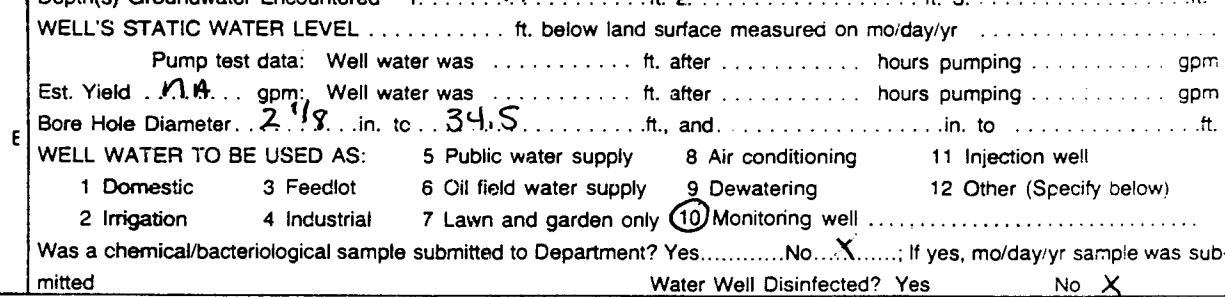 Depth(s) Groundwater Encountered 1. . . . . . . . . . . . . . ft. 2. . . . . . . . . . . . . . ft. 3. . . . . . . . . . . . . . ft.
WELL'S STATIC WATER LEVEL . . . . . . . . . . . ft. below land surface measured on mo/day/yr . . . . . . . . . . . . . . . . . .
Pump test data: Well water was . . . . . . . . . . . ft. after . . . . . . . . . . . hours pumping . . . . . . . . . . . gpm
Est. Yield . n.A. . . . gpm: Well water was . . . . . . . . . . . ft. after . . . . . . . . . . . hours pumping . . . . . . . . . . . gpm
Bore Hole Diameter. . 2 1/8 . . . in. to . . 34.5 . . . . . . . . . . ft., and. . . . . . . . . . . . . . . . . in. to . . . . . . . . . . . . . . . ft.
E WELL WATER TO BE USED AS: 5 Public water supply 8 Air conditioning 11 Injection well
1 Domestic 3 Feedlot 6 Oil field water supply 9 Dewatering 12 Other (Specify below)
2 Irrigation 4 Industrial 7 Lawn and garden only 10 Monitoring well . . . . . . . . . . . . . . . . . . . . . . . . . .
Was a chemical/bacteriological sample submitted to Department? Yes............No....X......; If yes, mo/day/yr sample was sub-
mitted Water Well Disinfected? Yes No X